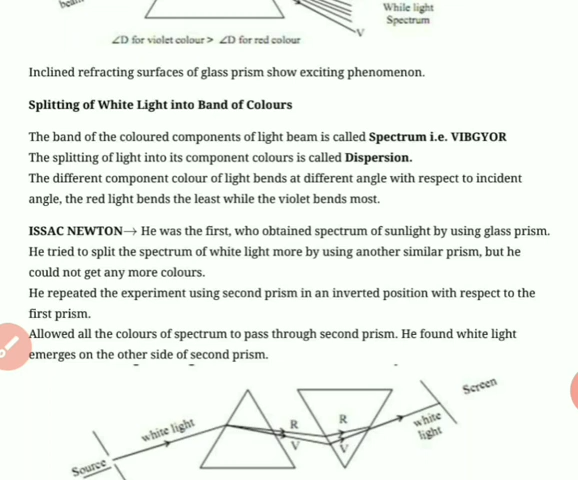 beam
While light
Spectrum
V
∠D for violet colour > ∠D for red colour
Inclined refracting surfaces of glass prism show exciting phenomenon.
Splitting of White Light into Band of Colours
The band of the coloured components of light beam is called Spectrum i.e. VIBGYOR
The splitting of light into its component colours is called Dispersion.
The different component colour of light bends at different angle with respect to incident
angle, the red light bends the least while the violet bends most.
ISSAC NEWTON→ He was the first, who obtained spectrum of sunlight by using glass prism.
He tried to split the spectrum of white light more by using another similar prism, but he
could not get any more colours.
He repeated the experiment using second prism in an inverted position with respect to the
first prism.
Allowed all the colours of spectrum to pass through second prism. He found white light
emerges on the other side of second prism.
Screen
white light
R
R
white
light
V
V
Source